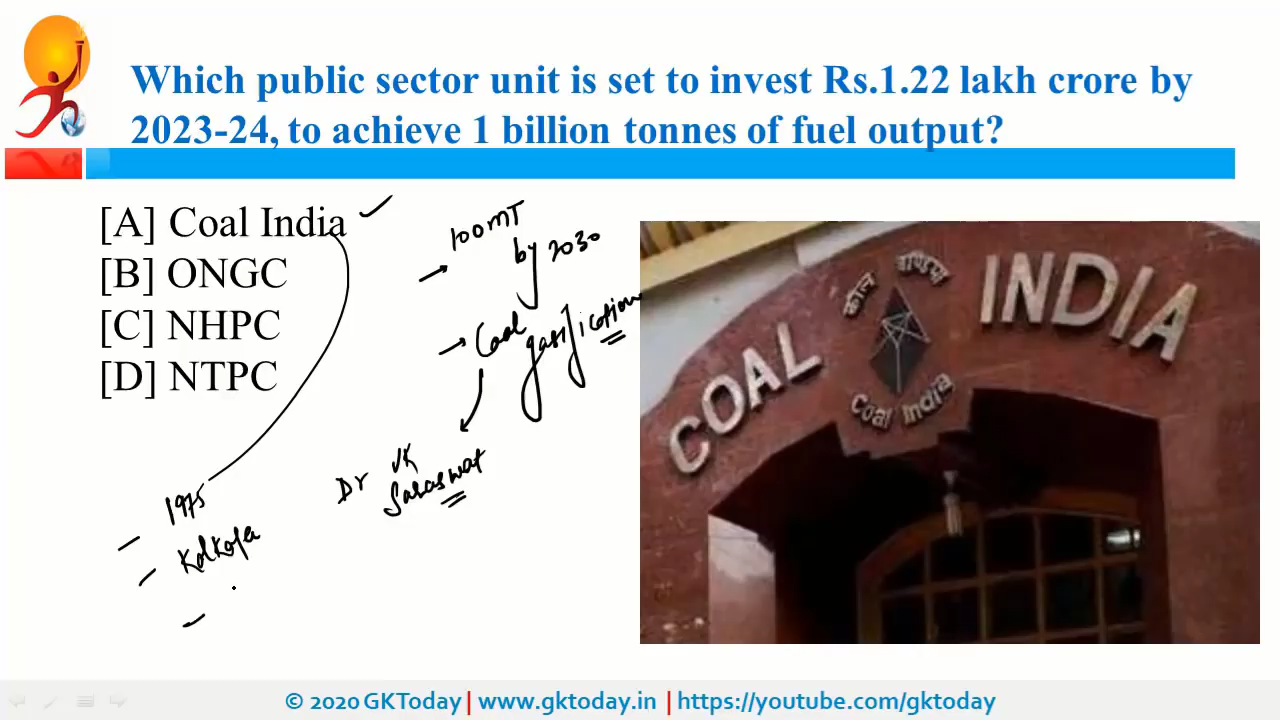 Which public sector unit is set to invest Rs.1.22 lakh crore by
2023-24, to achieve 1 billion tonnes of fuel output?
[A] Coal India
[B] ONGC
[C] NHPC
[D] NTPC
100MT
by 2030
Coal gasification
Dr VK
Saraswat
1975
Kolkata
कोल इण्डिया
COAL INDIA
Coal India
© 2020 GKToday | www.gktoday.in | https://youtube.com/gktoday